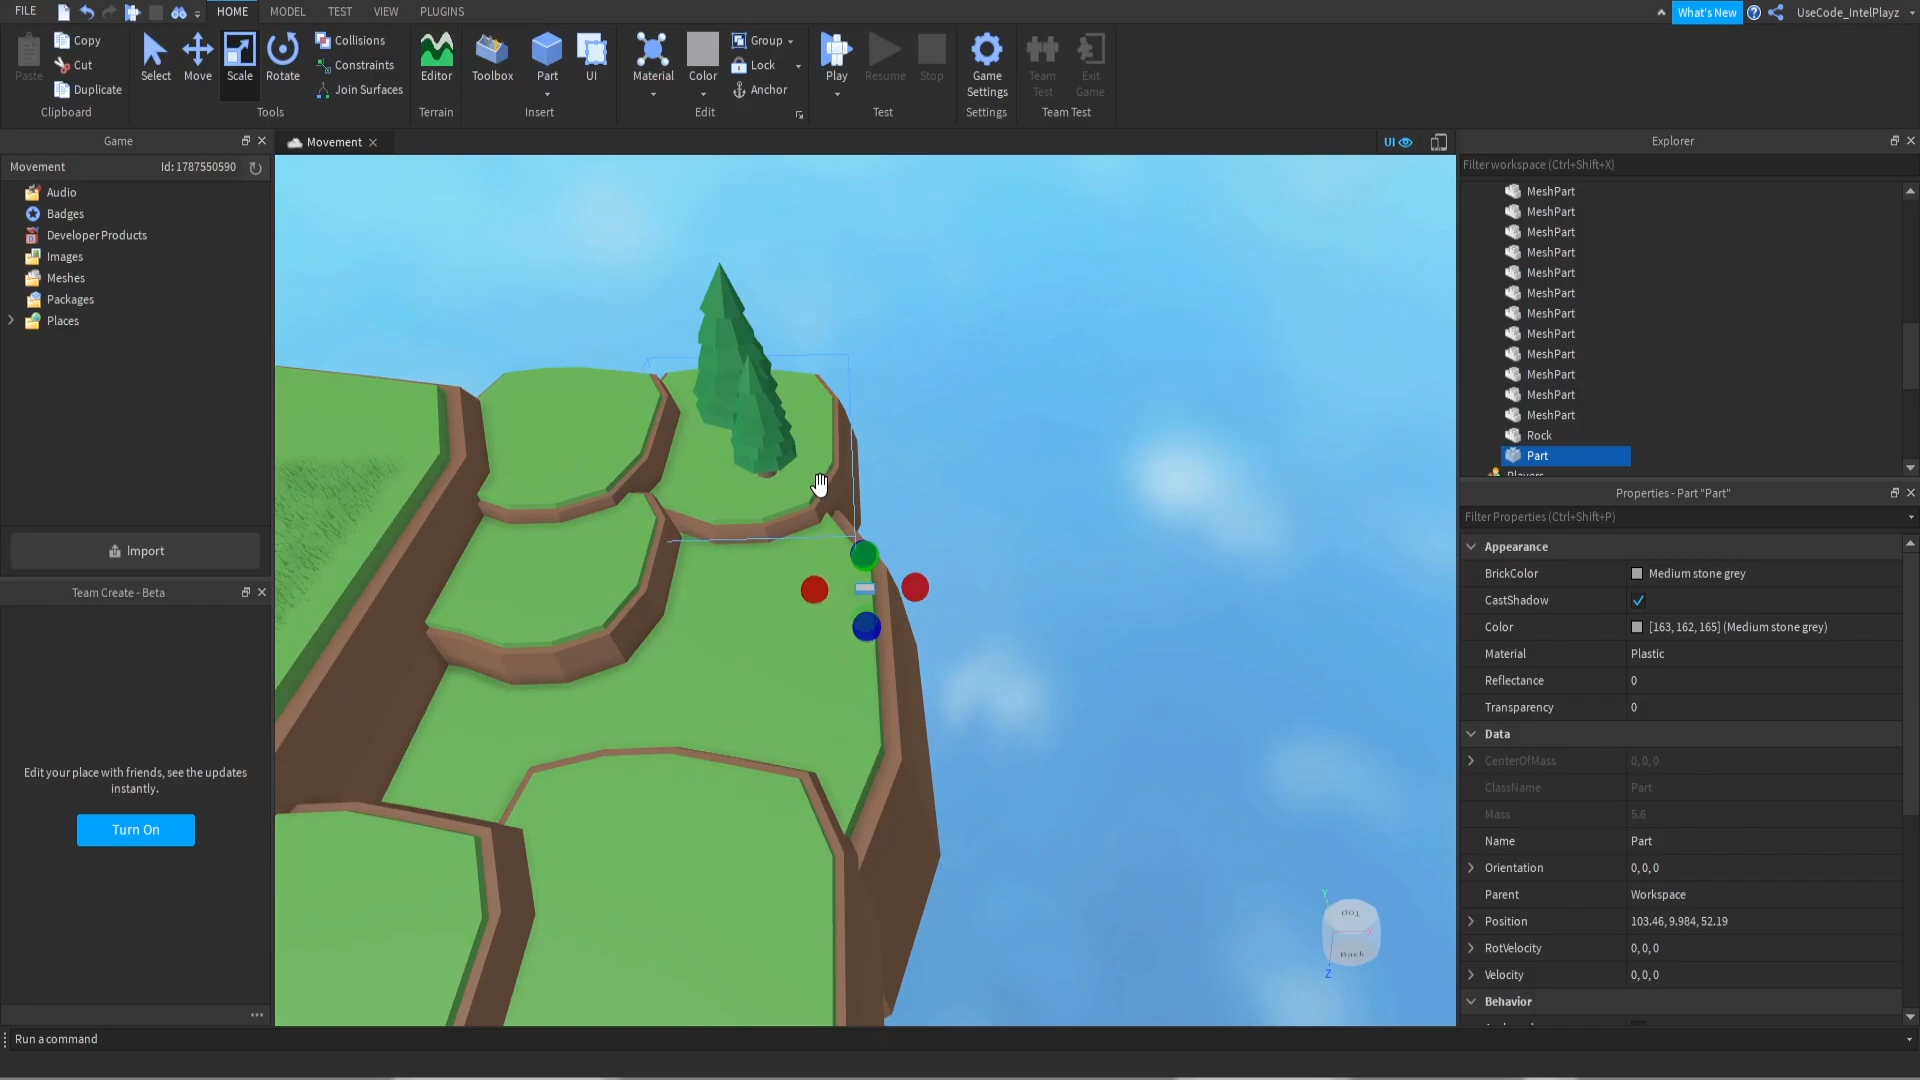 FILE HOME MODEL TEST VIEW PLUGINS What's New UseCode_IntelPlayz
Paste Copy Cut Duplicate Clipboard
Select Move Scale Rotate Collisions Constraints Join Surfaces Tools
Editor Terrain
Toolbox Part UI Insert
Material Color Group Lock Anchor Edit
Play Resume Stop Test
Game Settings Settings
Team Test Exit Game Team Test
Game
Movement Id: 1787550590
Audio
Badges
Developer Products
Images
Meshes
Packages
Places
Import
Team Create - Beta
Edit your place with friends, see the updates
instantly.
Turn On
Movement UI
Top
Back
Y
X
Z
Explorer
Filter workspace (Ctrl+Shift+X)
MeshPart
MeshPart
MeshPart
MeshPart
MeshPart
MeshPart
MeshPart
MeshPart
MeshPart
MeshPart
MeshPart
MeshPart
Rock
Part
Players
Properties - Part "Part"
Filter Properties (Ctrl+Shift+P)
Appearance
BrickColor Medium stone grey
CastShadow
Color [163, 162, 165] (Medium stone grey)
Material Plastic
Reflectance 0
Transparency 0
Data
CenterOfMass 0, 0, 0
ClassName Part
Mass 5.6
Name Part
Orientation 0, 0, 0
Parent Workspace
Position 103.46, 9.984, 52.19
RotVelocity 0, 0, 0
Velocity 0, 0, 0
Behavior
Run a command